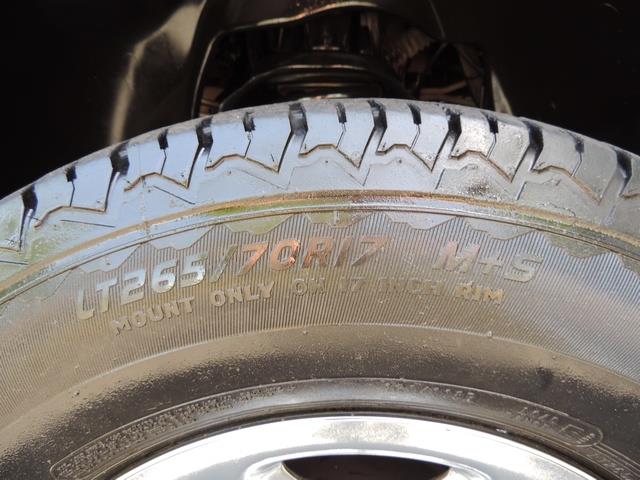 LT265/70R17 M+S
MOUNT ONLY ON 17 INCH RIM